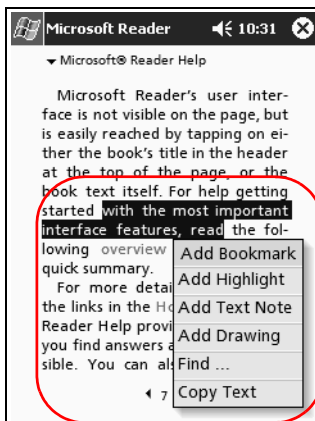 Microsoft Reader 10:31
Microsoft® Reader Help
Microsoft Reader's user inter-
face is not visible on the page, but
is easily reached by tapping on ei-
ther the book's title in the header
at the top of the page, or the
book text itself. For help getting
started with the most important
interface features, read the fol-
lowing overview
Add Bookmark
quick summary.
Add Highlight
For more detai
the links in the Ho
Add Text Note
Reader Help provi
Add Drawing
you find answers a
sible. You can als
Find ...
7
Copy Text